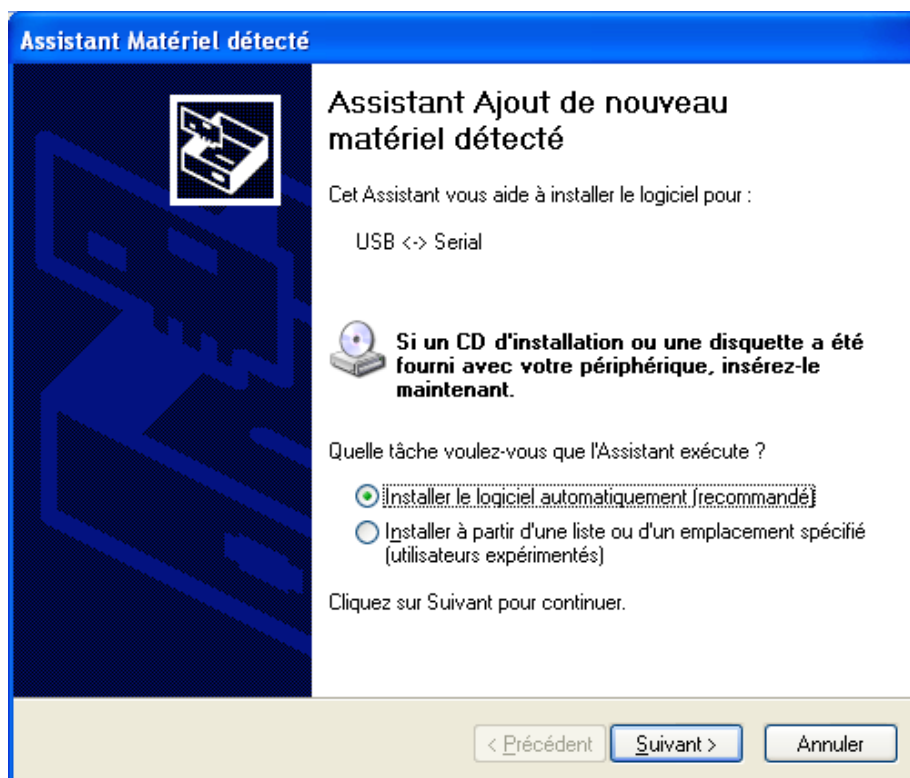 Assistant Matériel détecté
Assistant Ajout de nouveau
matériel détecté
Cet Assistant vous aide à installer le logiciel pour :
USB <-> Serial
Si un CD d'installation ou une disquette a été
fourni avec votre périphérique, insérez-le
maintenant.
Quelle tâche voulez-vous que l'Assistant exécute ?
Installer le logiciel automatiquement (recommandé)
Installer à partir d'une liste ou d'un emplacement spécifié
(utilisateurs expérimentés)
Cliquez sur Suivant pour continuer.
< Précédent Suivant > Annuler